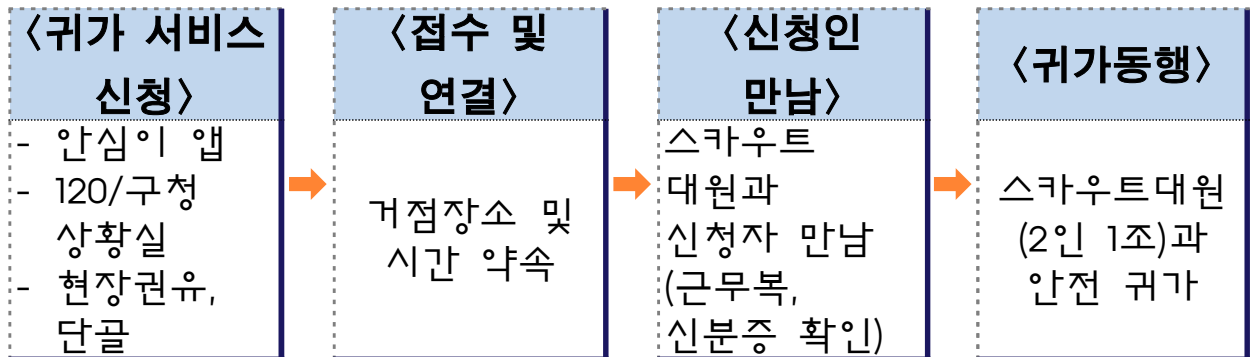 〈귀가 서비스
신청〉
- 안심이 앱
- 120/구청
상황실
- 현장권유,
단골
〈접수 및
연결〉
거점장소 및
시간 약속
〈신청인
만남〉
스카우트
대원과
신청자 만남
(근무복,
신분증 확인)
〈귀가동행〉
스카우트대원
(2인 1조)과
안전 귀가